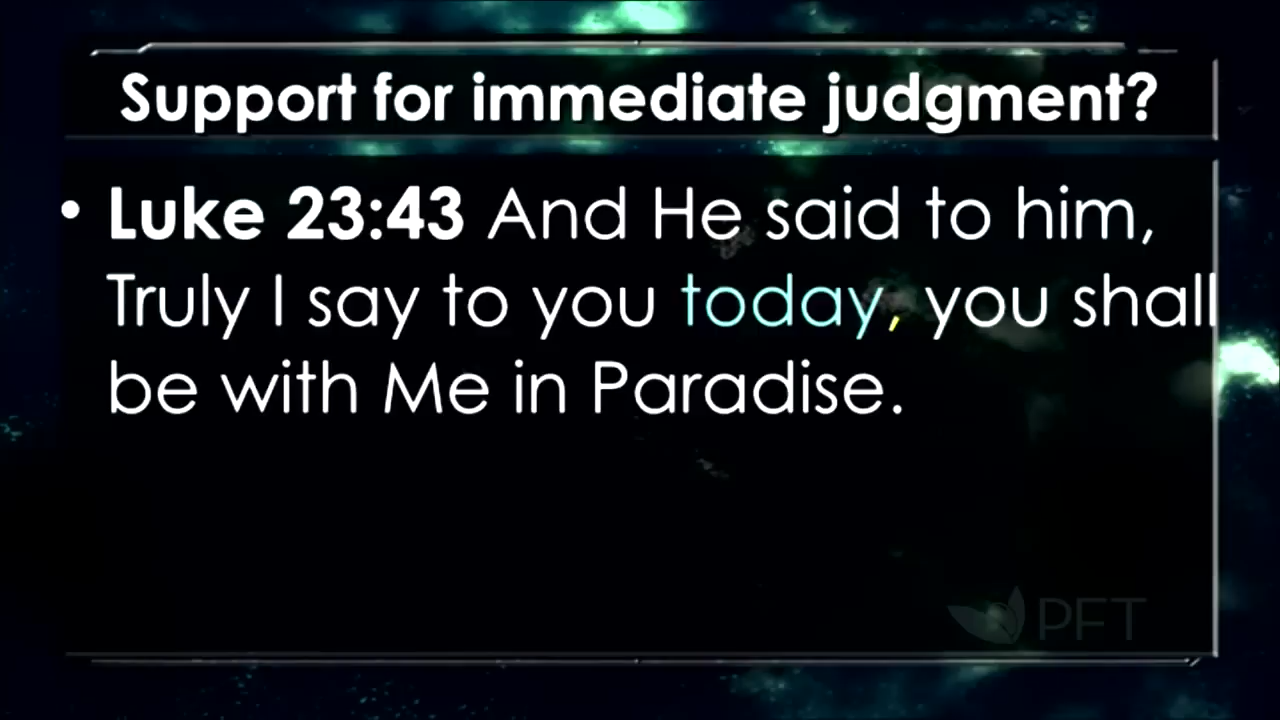 Support for immediate judgment?
• Luke 23:43 And He said to him,
Truly I say to you today, you shall
be with Me in Paradise.
PFT